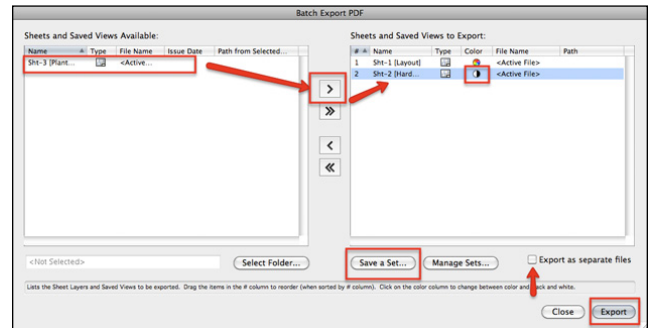 Batch Export PDF
Sheets and Saved Views Available:
Name Type File Name Issue Date Path from Selected...
Sht-3 [Plant... <Active...
> 
»
<
«
<Not Selected>
Select Folder...
Sheets and Saved Views to Export:
# Name Type Color File Name Path
1 Sht-1 [Layout] <Active File>
2 Sht-2 [Hard... <Active File>
Save a Set...
Manage Sets...
Export as separate files
Lists the Sheet Layers and Saved Views to be exported. Drag the items in the # column to reorder (when sorted by # column). Click on the color column to change between color and black and white.
Close
Export